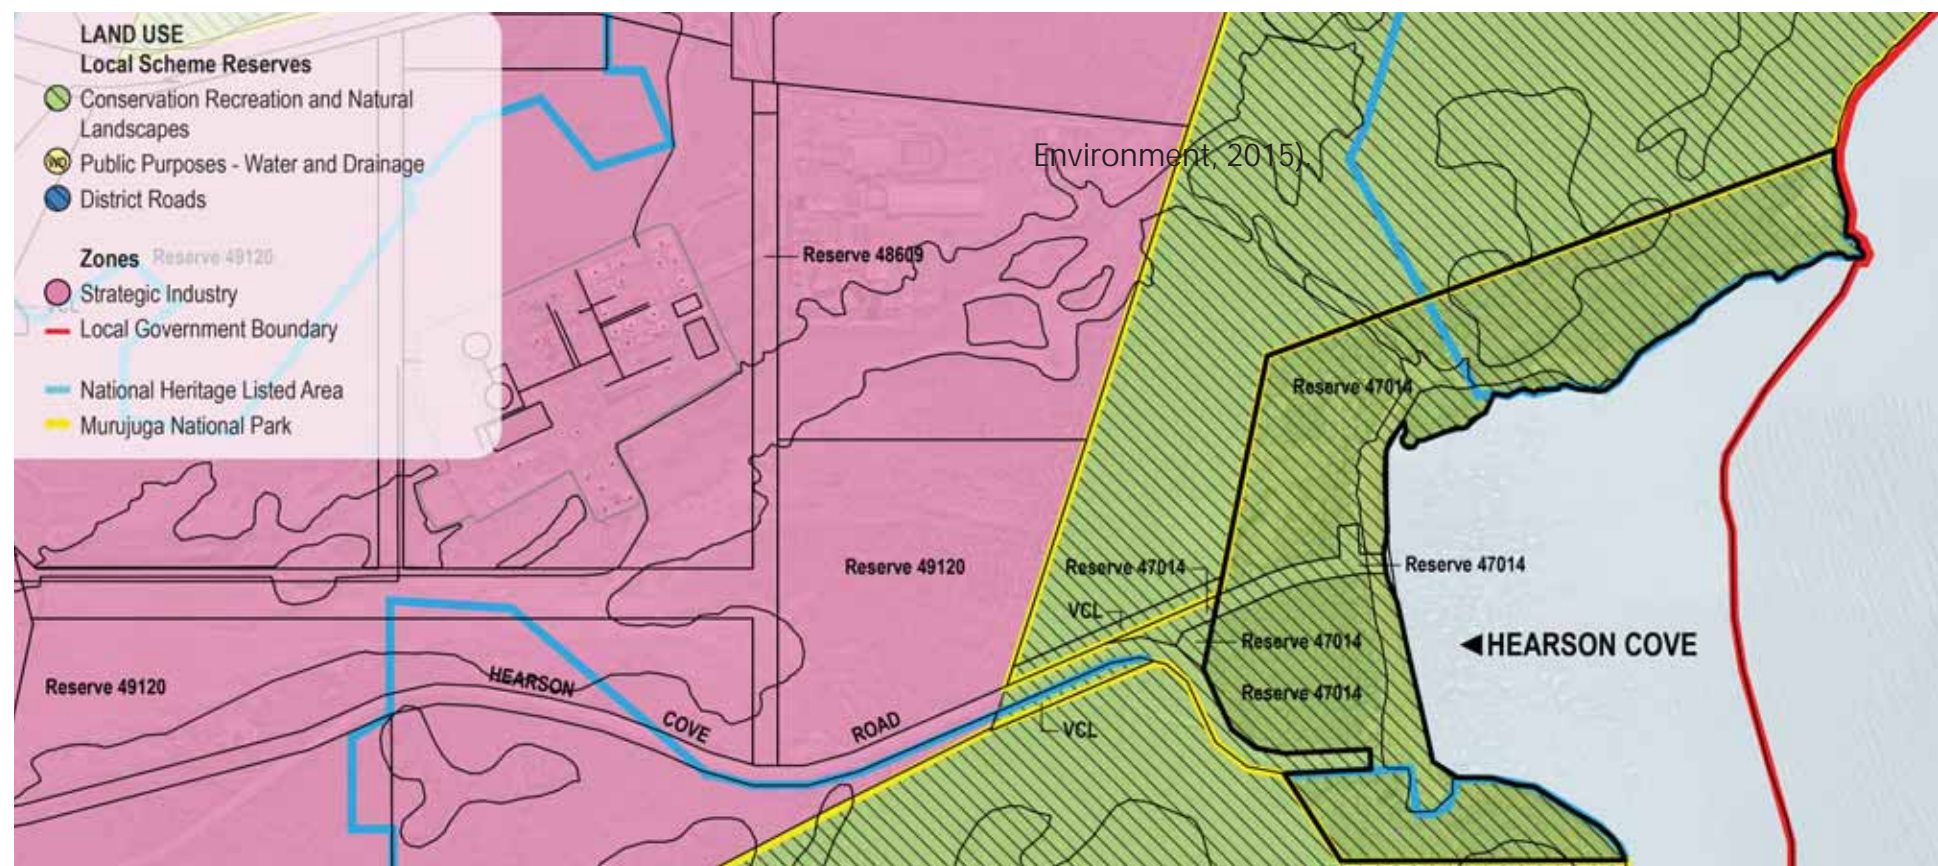 LAND USE
Local Scheme Reserves
Conservation Recreation and Natural
Landscapes
WD
Public Purposes - Water and Drainage
District Roads
Zones
Reserve 49120
Strategic Industry
VCL
Local Government Boundary
National Heritage Listed Area
Murujuga National Park
Environment, 2015).
Reserve 48609
Reserve 47014
Reserve 49120
Reserve 47014
Reserve 47014
VCL
Reserve 47014
HEARSON COVE
Reserve 49120
HEARSON
COVE
ROAD
Reserve 47014
VCL